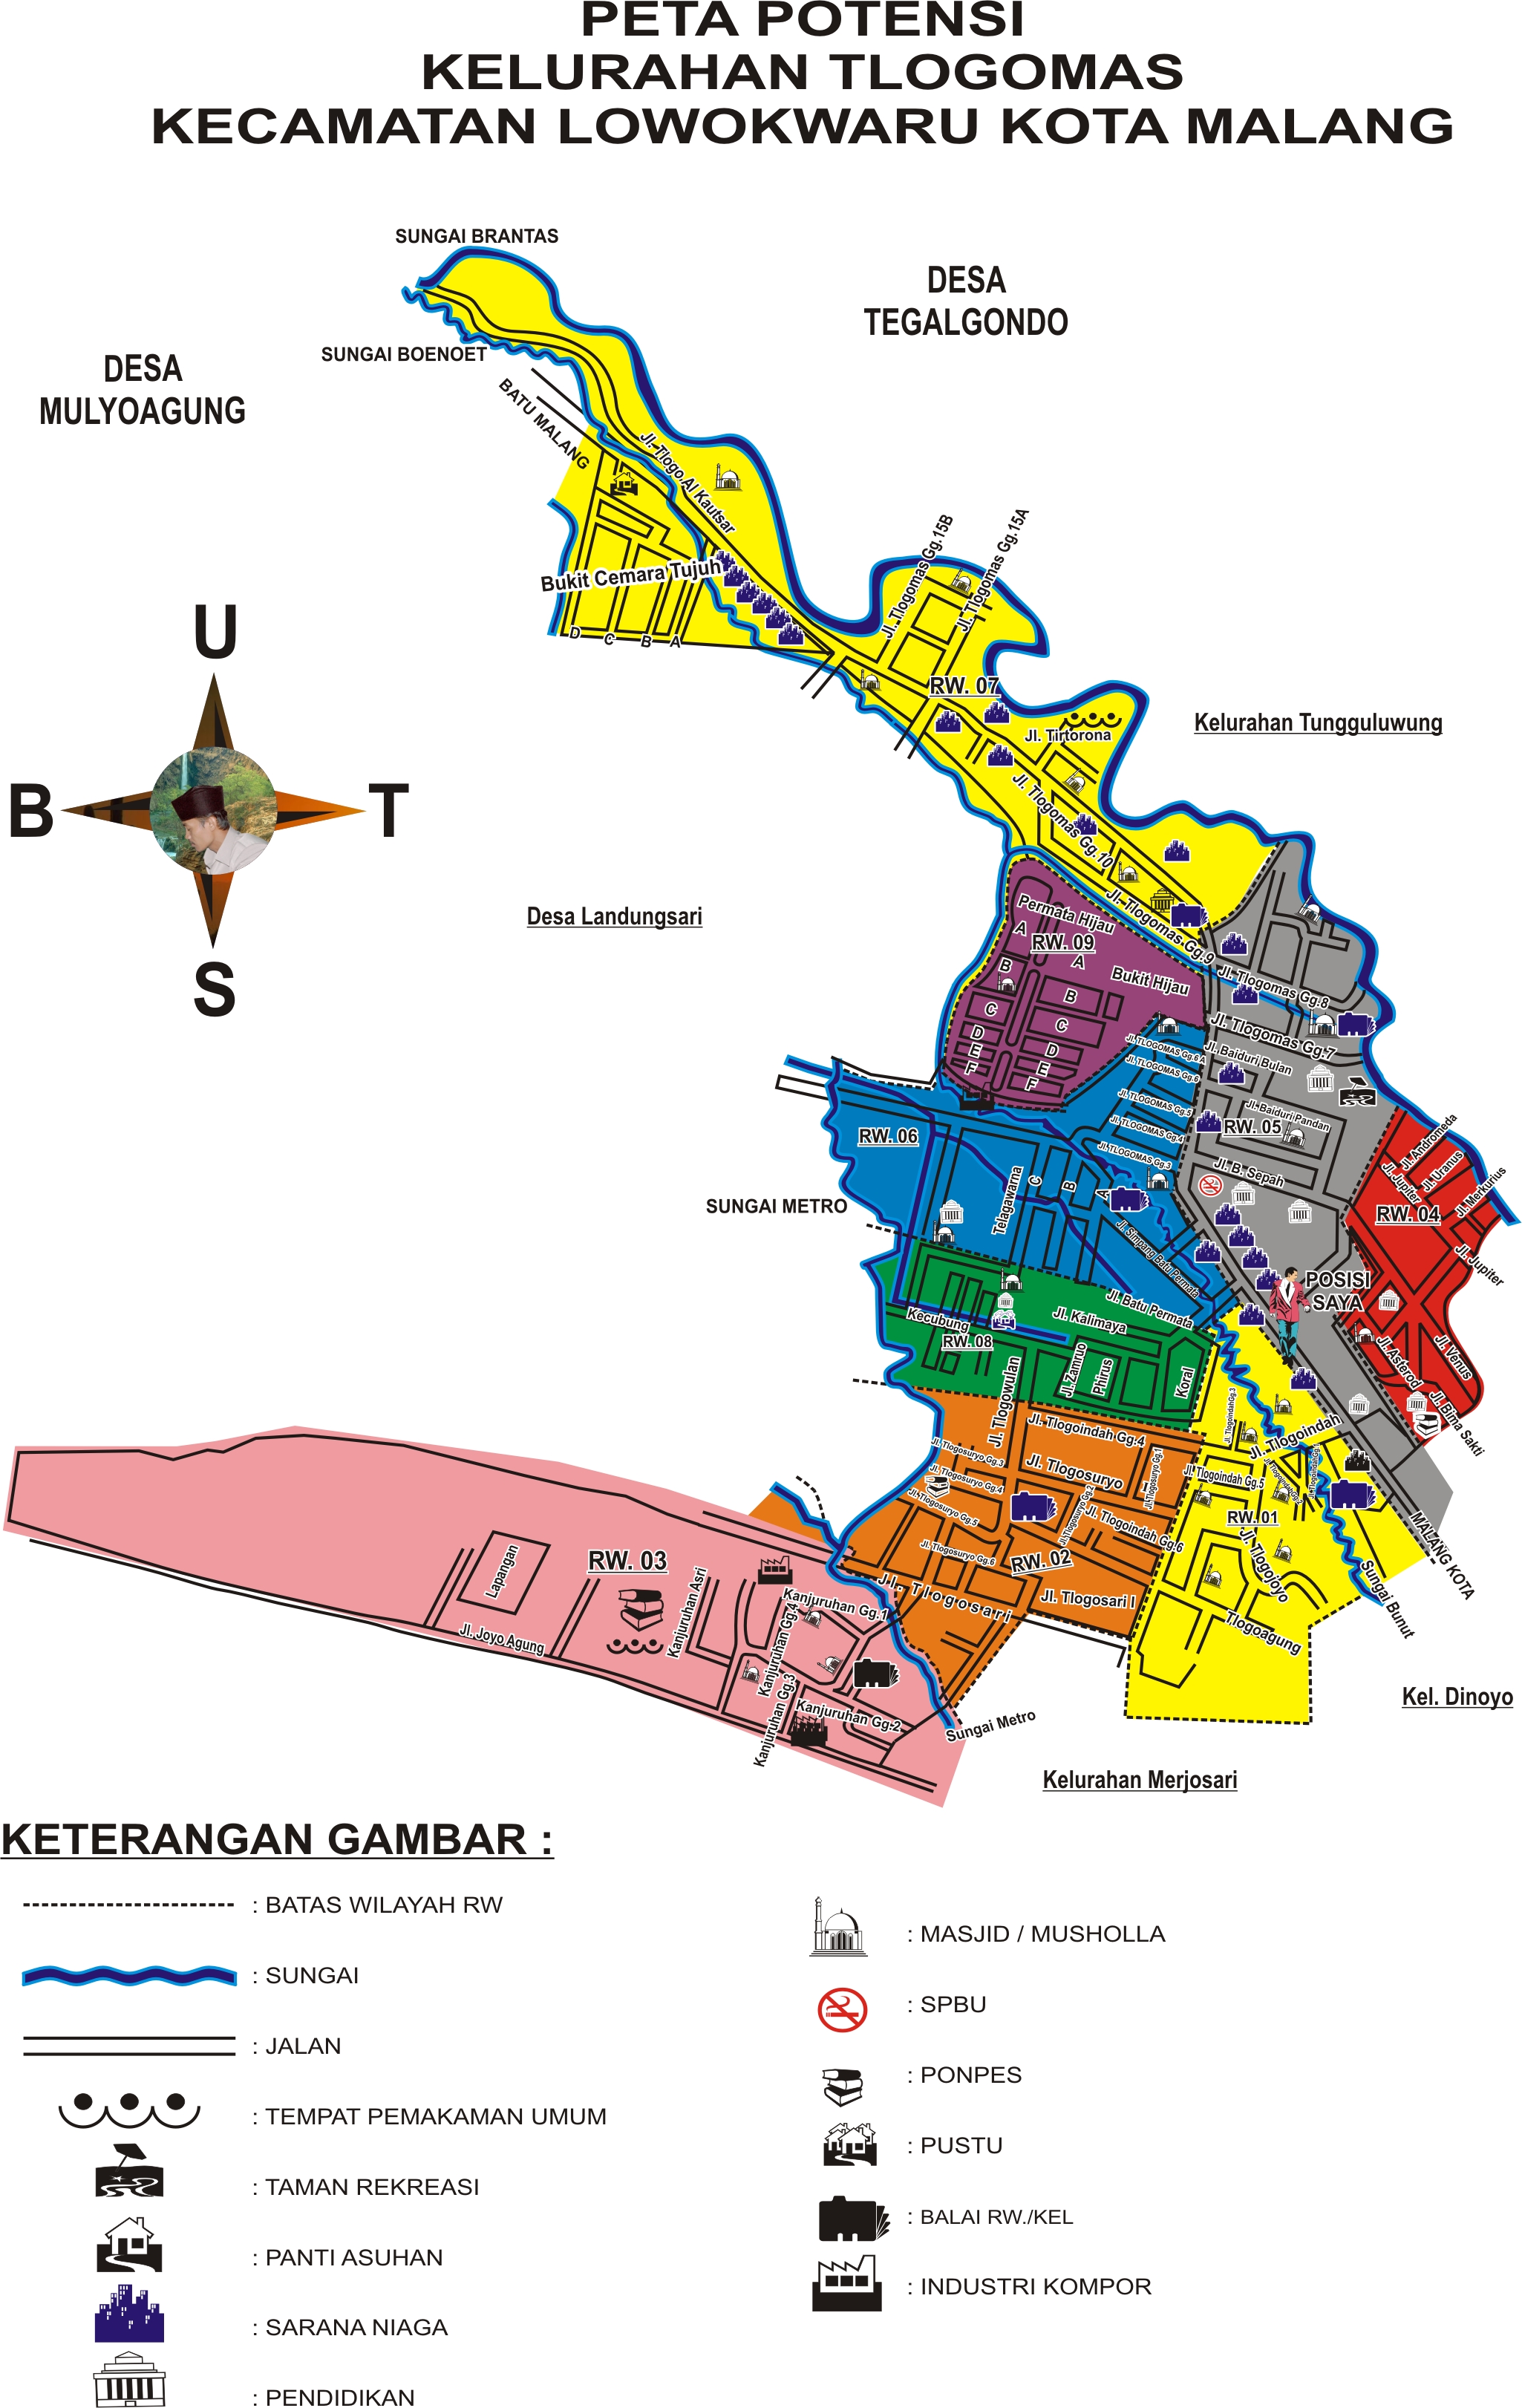 PETA POTENSI
KELURAHAN TLOGOMAS
KECAMATAN LOWOKWARU KOTA MALANG
SUNGAI BRANTAS
DESA
TEGALGONDO
SUNGAI BOENOET
DESA
MULYOAGUNG
BATU MALANG
Jl. Tlogo Al Kautsar
Jl. Tlogomas Gg.15B
Jl. Tlogomas Gg.15A
Bukit Cemara Tujuh
D C B A
U
B
T
S
RW. 07
Jl. Tirtorona
Kelurahan Tungguluwung
Jl. Tlogomas Gg.10
Desa Landungsari
Jl. Tlogomas Gg.9
Permata Hijau
RW. 09
A
A
Bukit Hijau
B
B
C
C
D
D
E
E
F
F
Jl. Tlogomas Gg.8
Jl. Tlogomas Gg.7
Jl. Baiduri Bulan
Jl. TLOGOMAS Gg.6A
Jl. TLOGOMAS Gg.6
Jl. TLOGOMAS Gg.5
Jl. TLOGOMAS Gg.4
Jl. TLOGOMAS Gg.3
Jl. Baiduri Pandan
RW. 05
Jl. B. Sepah
RW. 06
Jl. Andromeda
Jl. Uranus
Jl. Jupiter
Jl. Merkurius
RW. 04
Jl. Jupiter
SUNGAI METRO
Telagawarna
C
B
A
Jl. Simpang Batu Permata
POSISI
SAYA
Jl. Batu Permata
Jl. Kalimaya
Kecubung
RW. 08
Jl. Zamruo
Phirus
Koral
Jl. Venus
Jl. Asterod
Jl. Bima Sakti
Jl. Tlogowulan
Jl. Tlogoindah Gg.4
Jl. TlogoindahGg.3
Jl. Tlogoindah
Jl. Tlogosuryo Gg.3
Jl. Tlogosuryo
Jl. Tlogosuryo Gg.1
Jl. Tlogosuryo Gg.4
Jl. Tlogoindah Gg.5
Jl. Tlogosuryo Gg.5
Jl. Tlogosuryo Gg.2
Jl. Tlogoindah Gg.6
RW. 01
Jl. Tlogosuryo Gg.6
RW. 02
Jl. Tlogojoyo
MALANG KOTA
Sungai Bunut
RW. 03
Lapangan
Kanjuruhan Asri
Kanjuruhan Gg.1
Jl. Tlogosari
Jl. Tlogosari I
Tlogoagung
Jl. Joyo Agung
Kanjuruhan Gg.4
Kanjuruhan Gg.3
Kanjuruhan Gg-2
Sungai Metro
Kel. Dinoyo
Kelurahan Merjosari
KETERANGAN GAMBAR :
: BATAS WILAYAH RW
: SUNGAI
: JALAN
: TEMPAT PEMAKAMAN UMUM
: TAMAN REKREASI
: PANTI ASUHAN
: SARANA NIAGA
: PENDIDIKAN
: MASJID / MUSHOLLA
: SPBU
: PONPES
: PUSTU
: BALAI RW./KEL
: INDUSTRI KOMPOR